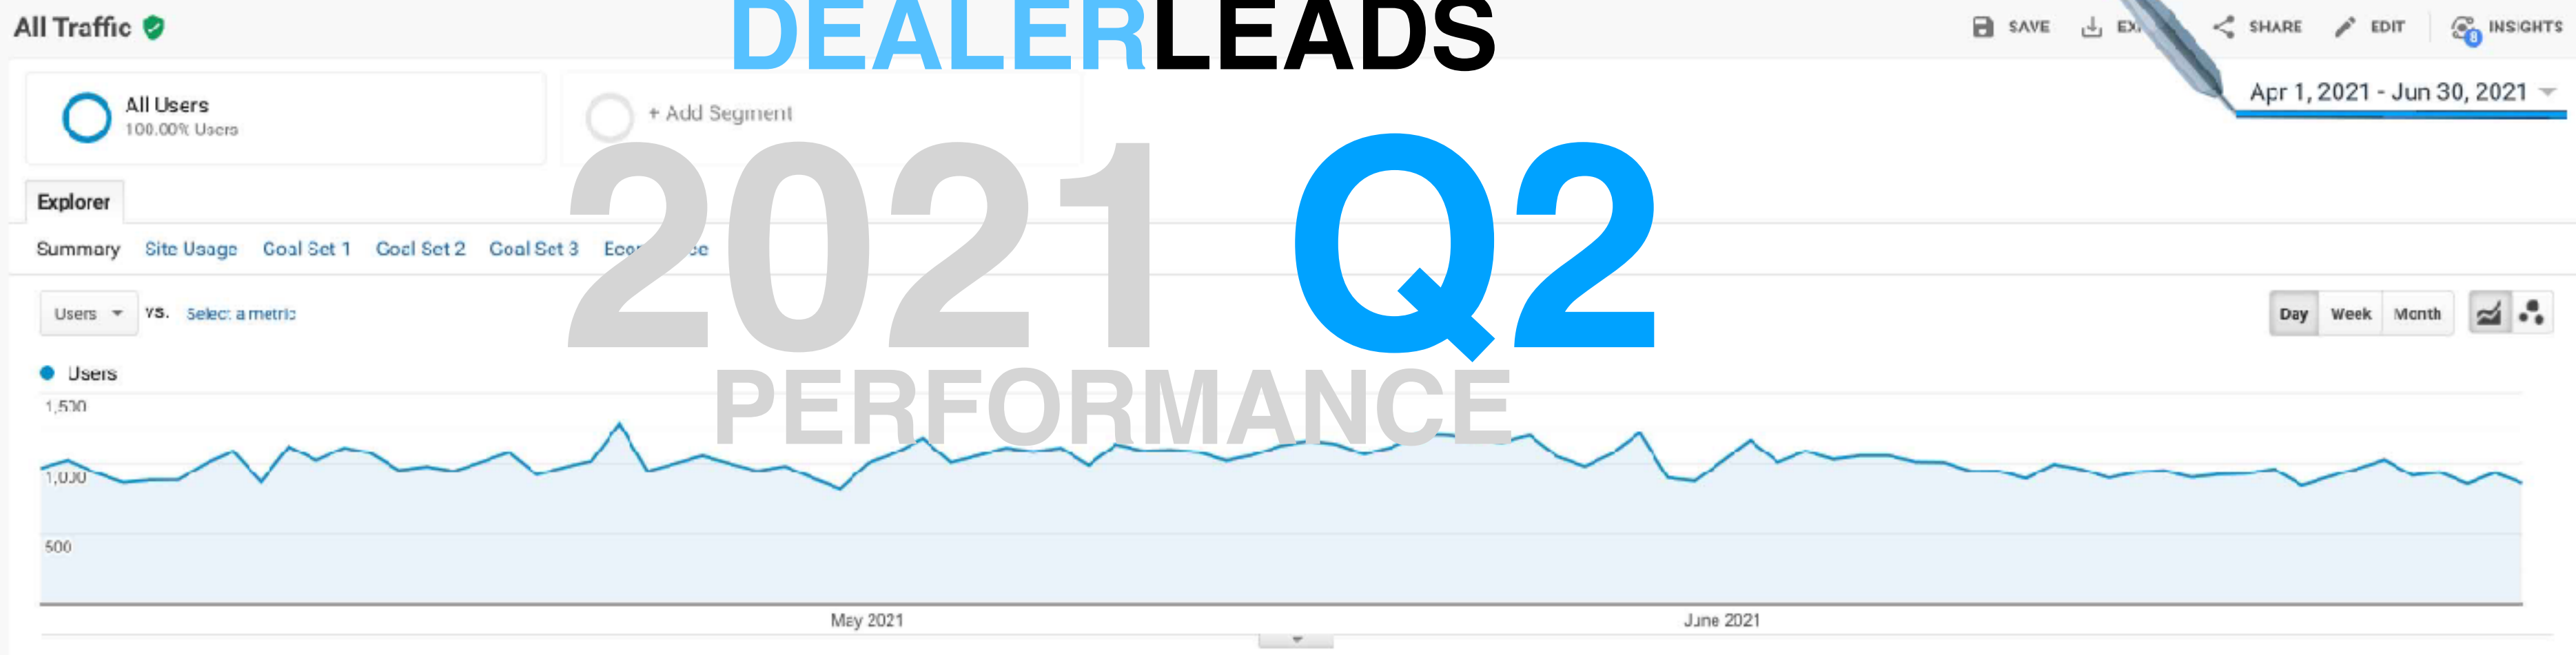 All Traffic
DEALERLEADS
SAVE
SHARE
EDIT
8
INSIGHTS
All Users
100.00% Users
+ Add Segment
Apr 1, 2021 - Jun 30, 2021
2021 Q2
Explorer
Summary Site Usage Goal Set 1 Goal Set 2 Goal Set 3
Users VS. Select a metric
Day Week Month
PERFORMANCE
Users
1,500
1,000
500
May 2021
June 2021